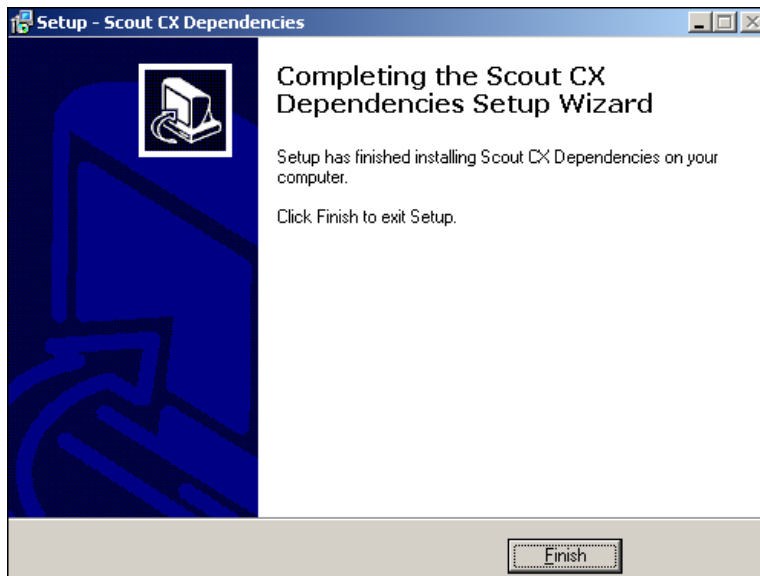 Setup - Scout CX Dependencies
Completing the Scout CX
Dependencies Setup Wizard
Setup has finished installing Scout CX Dependencies on your
computer.
Click Finish to exit Setup.
Finish